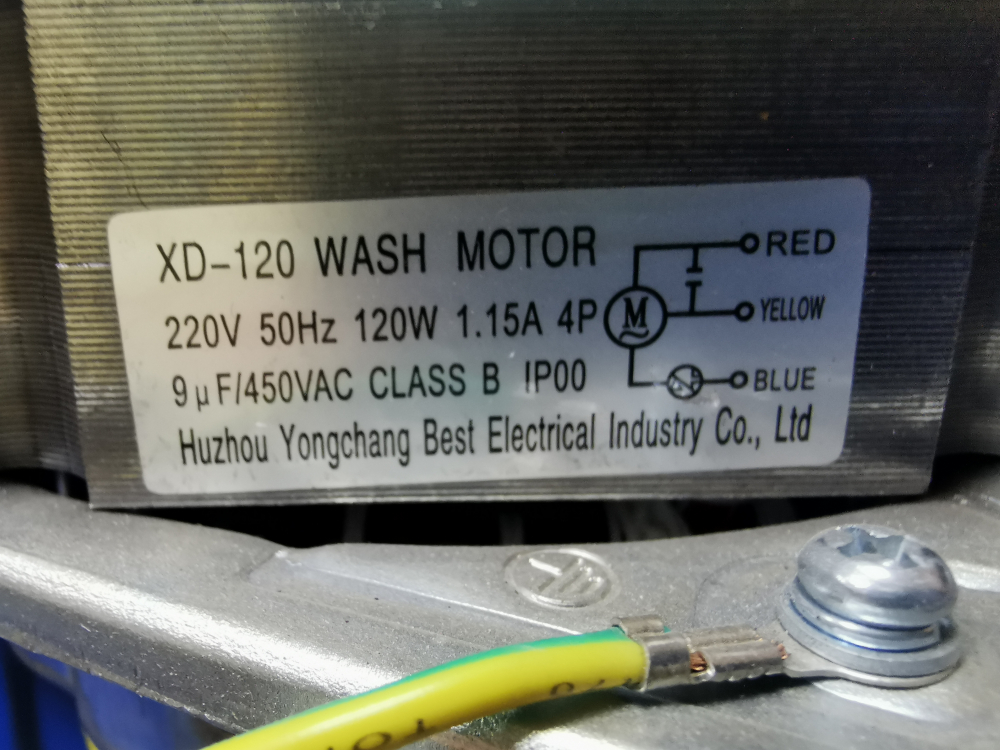 XD-120 WASH MOTOR
220V 50Hz 120W 1.15A 4P
9μF/450VAC CLASS B IP00
Huzhou Yongchang Best Electrical Industry Co., Ltd
M
RED
YELLOW
BLUE